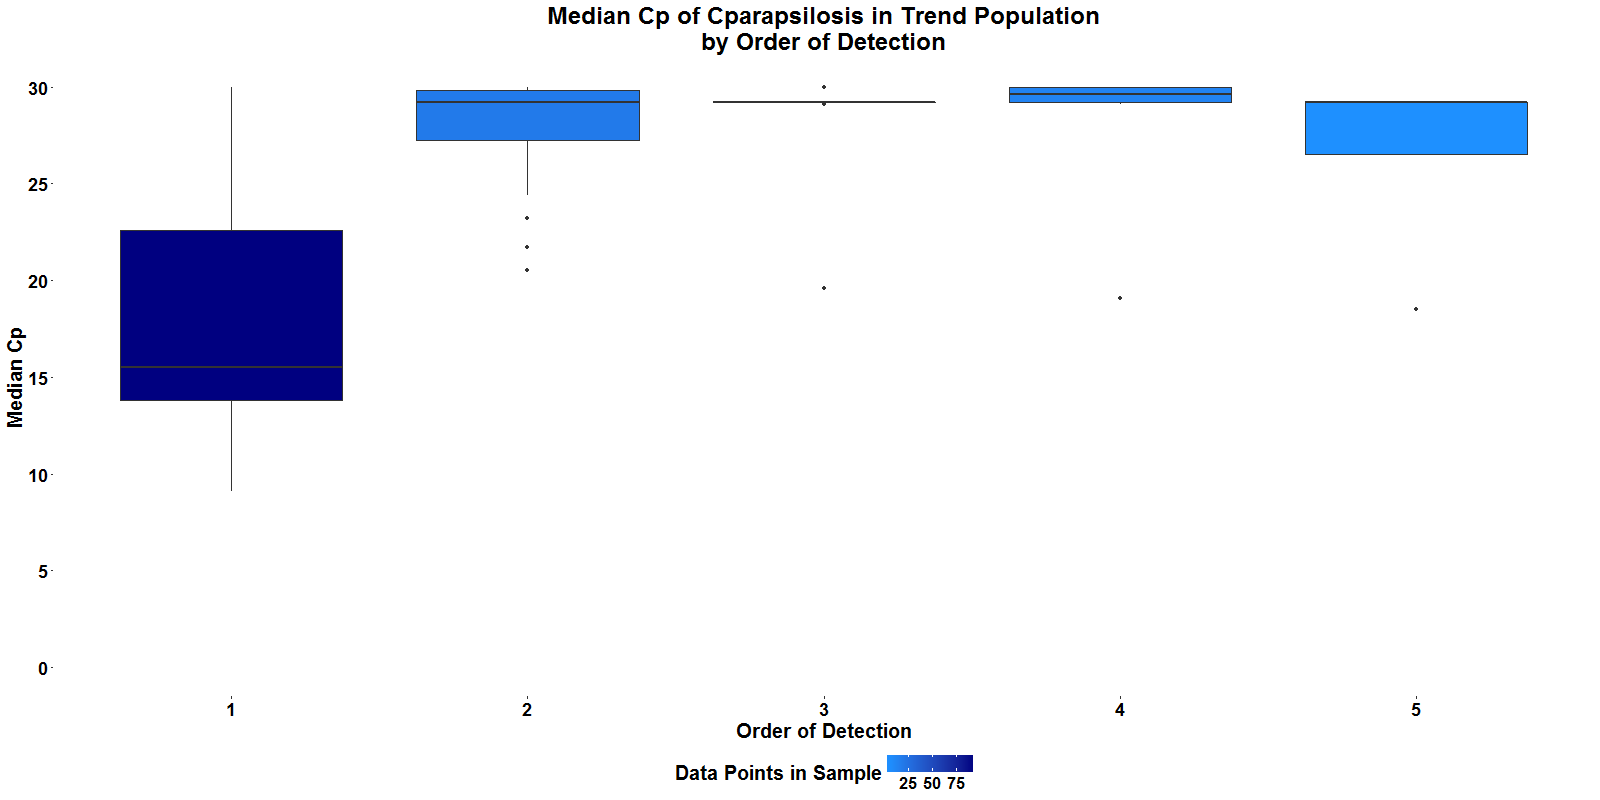 Median Cp of Cparapsilosis in Trend Population
by Order of Detection
Median Cp
30
25
20
15
10
5
0
1 2 3 4 5
Order of Detection
Data Points in Sample
25 50 75